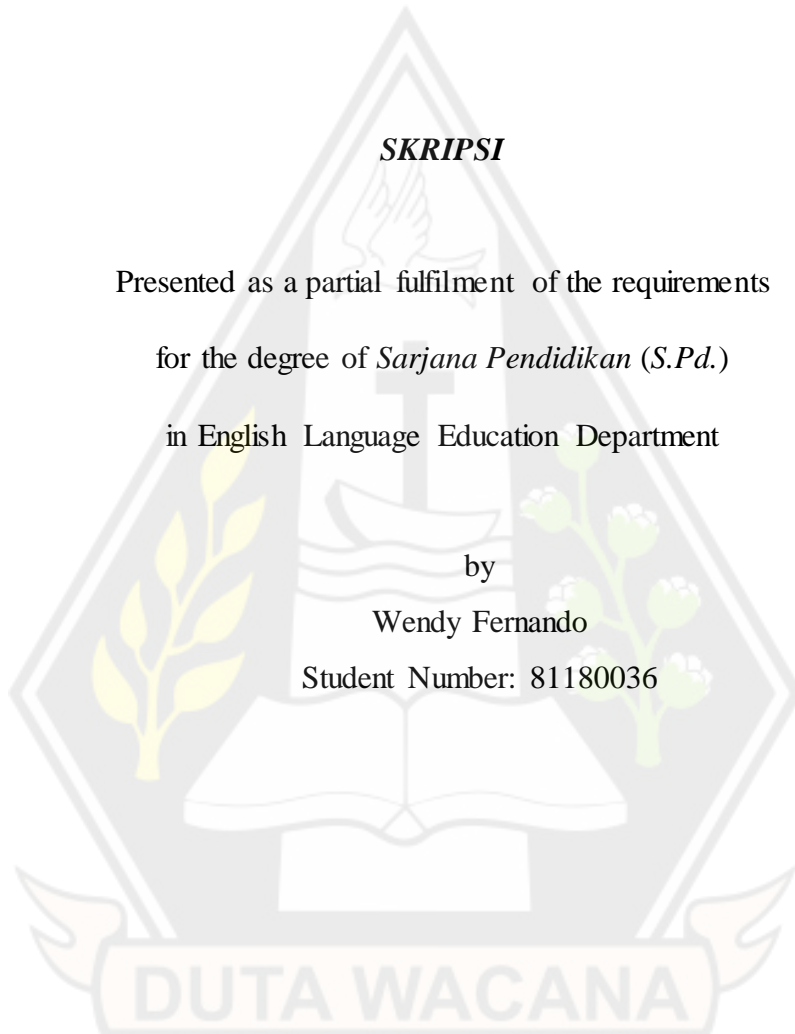 SKRIPSI
Presented as a partial fulfilment of the requirements
for the degree of Sarjana Pendidikan (S.Pd.)
in English Language Education Department
by
Wendy Fernando
Student Number: 81180036
DUTA WACANA